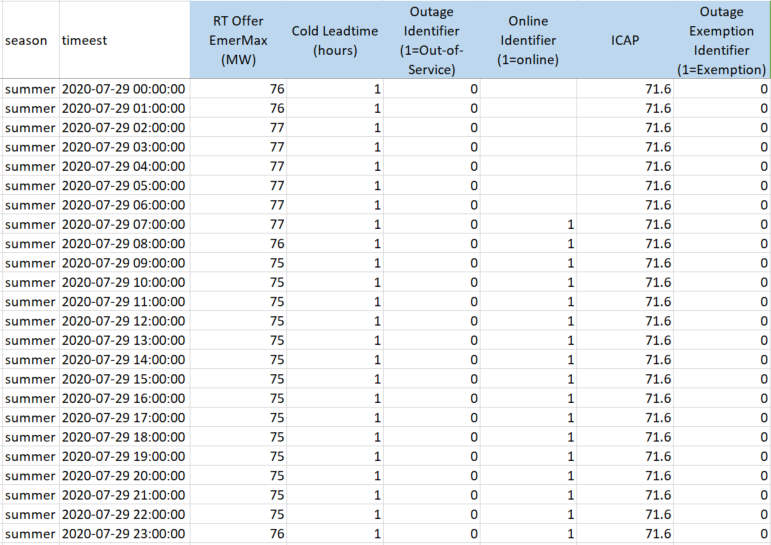 season timeest RT Offer EmerMax (MW) Cold Leadtime (hours) Outage Identifier (1=Out-of-Service) Online Identifier (1=online) ICAP Outage Exemption Identifier (1=Exemption)
summer 2020-07-29 00:00:00 76 1 0 71.6 0
summer 2020-07-29 01:00:00 76 1 0 71.6 0
summer 2020-07-29 02:00:00 77 1 0 71.6 0
summer 2020-07-29 03:00:00 77 1 0 71.6 0
summer 2020-07-29 04:00:00 77 1 0 71.6 0
summer 2020-07-29 05:00:00 77 1 0 71.6 0
summer 2020-07-29 06:00:00 77 1 0 71.6 0
summer 2020-07-29 07:00:00 77 1 0 1 71.6 0
summer 2020-07-29 08:00:00 76 1 0 1 71.6 0
summer 2020-07-29 09:00:00 75 1 0 1 71.6 0
summer 2020-07-29 10:00:00 75 1 0 1 71.6 0
summer 2020-07-29 11:00:00 75 1 0 1 71.6 0
summer 2020-07-29 12:00:00 75 1 0 1 71.6 0
summer 2020-07-29 13:00:00 75 1 0 1 71.6 0
summer 2020-07-29 14:00:00 75 1 0 1 71.6 0
summer 2020-07-29 15:00:00 75 1 0 1 71.6 0
summer 2020-07-29 16:00:00 75 1 0 1 71.6 0
summer 2020-07-29 17:00:00 75 1 0 1 71.6 0
summer 2020-07-29 18:00:00 75 1 0 1 71.6 0
summer 2020-07-29 19:00:00 75 1 0 1 71.6 0
summer 2020-07-29 20:00:00 75 1 0 1 71.6 0
summer 2020-07-29 21:00:00 75 1 0 1 71.6 0
summer 2020-07-29 22:00:00 75 1 0 1 71.6 0
summer 2020-07-29 23:00:00 76 1 0 1 71.6 0